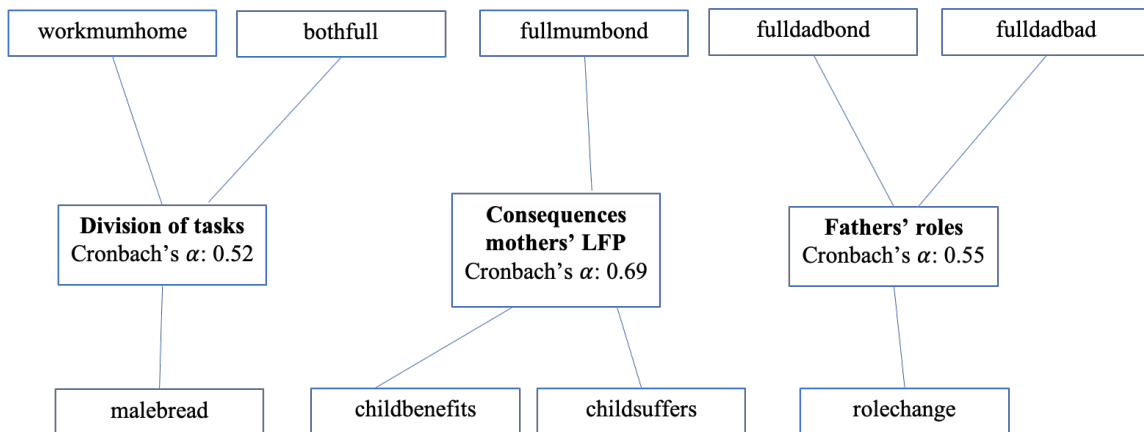 workmumhome
bothfull
fullmumbond
fulldadbond
fulldadbad
Division of tasks
Cronbach's α: 0.52
Consequences
mothers' LFP
Cronbach's α: 0.69
Fathers' roles
Cronbach's α: 0.55
malebread
childbenefits
childsuffers
rolechange